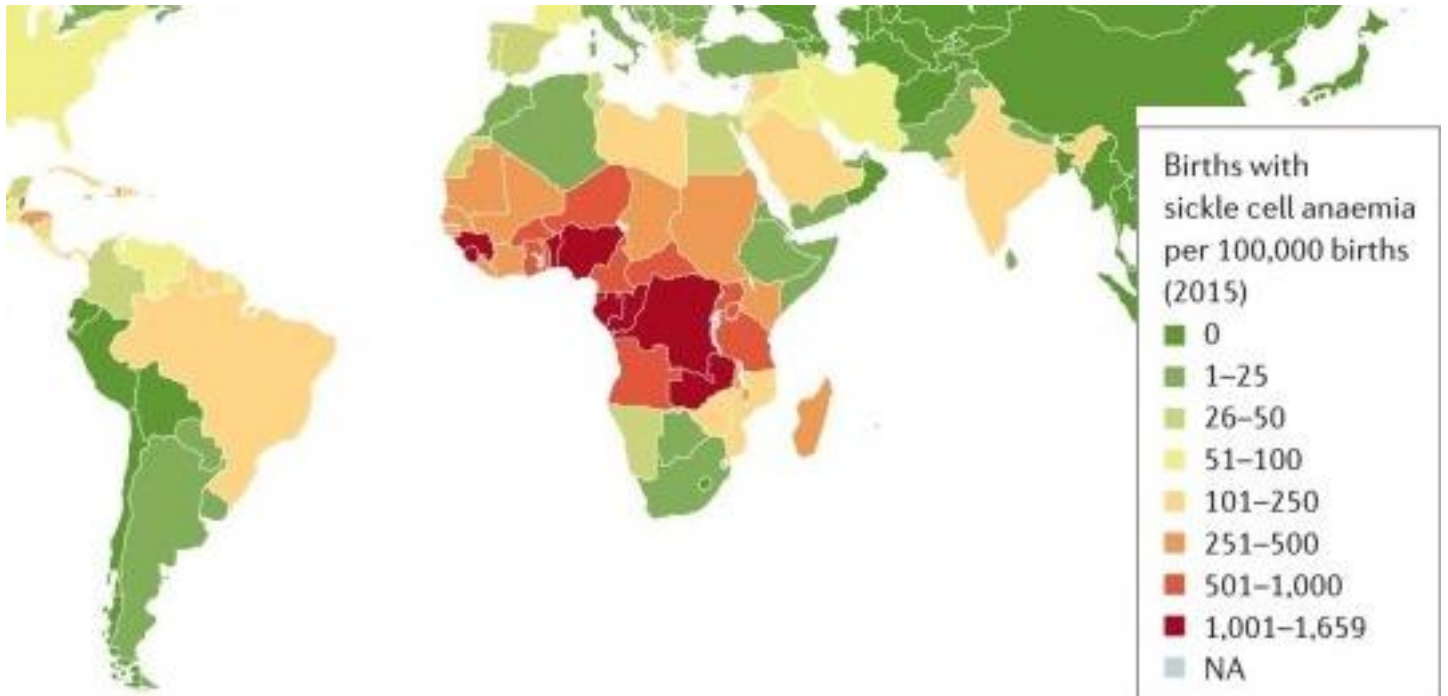 Births with
sickle cell anaemia
per 100,000 births
(2015)
0
1–25
26–50
51–100
101–250
251–500
501–1,000
1,001–1,659
NA